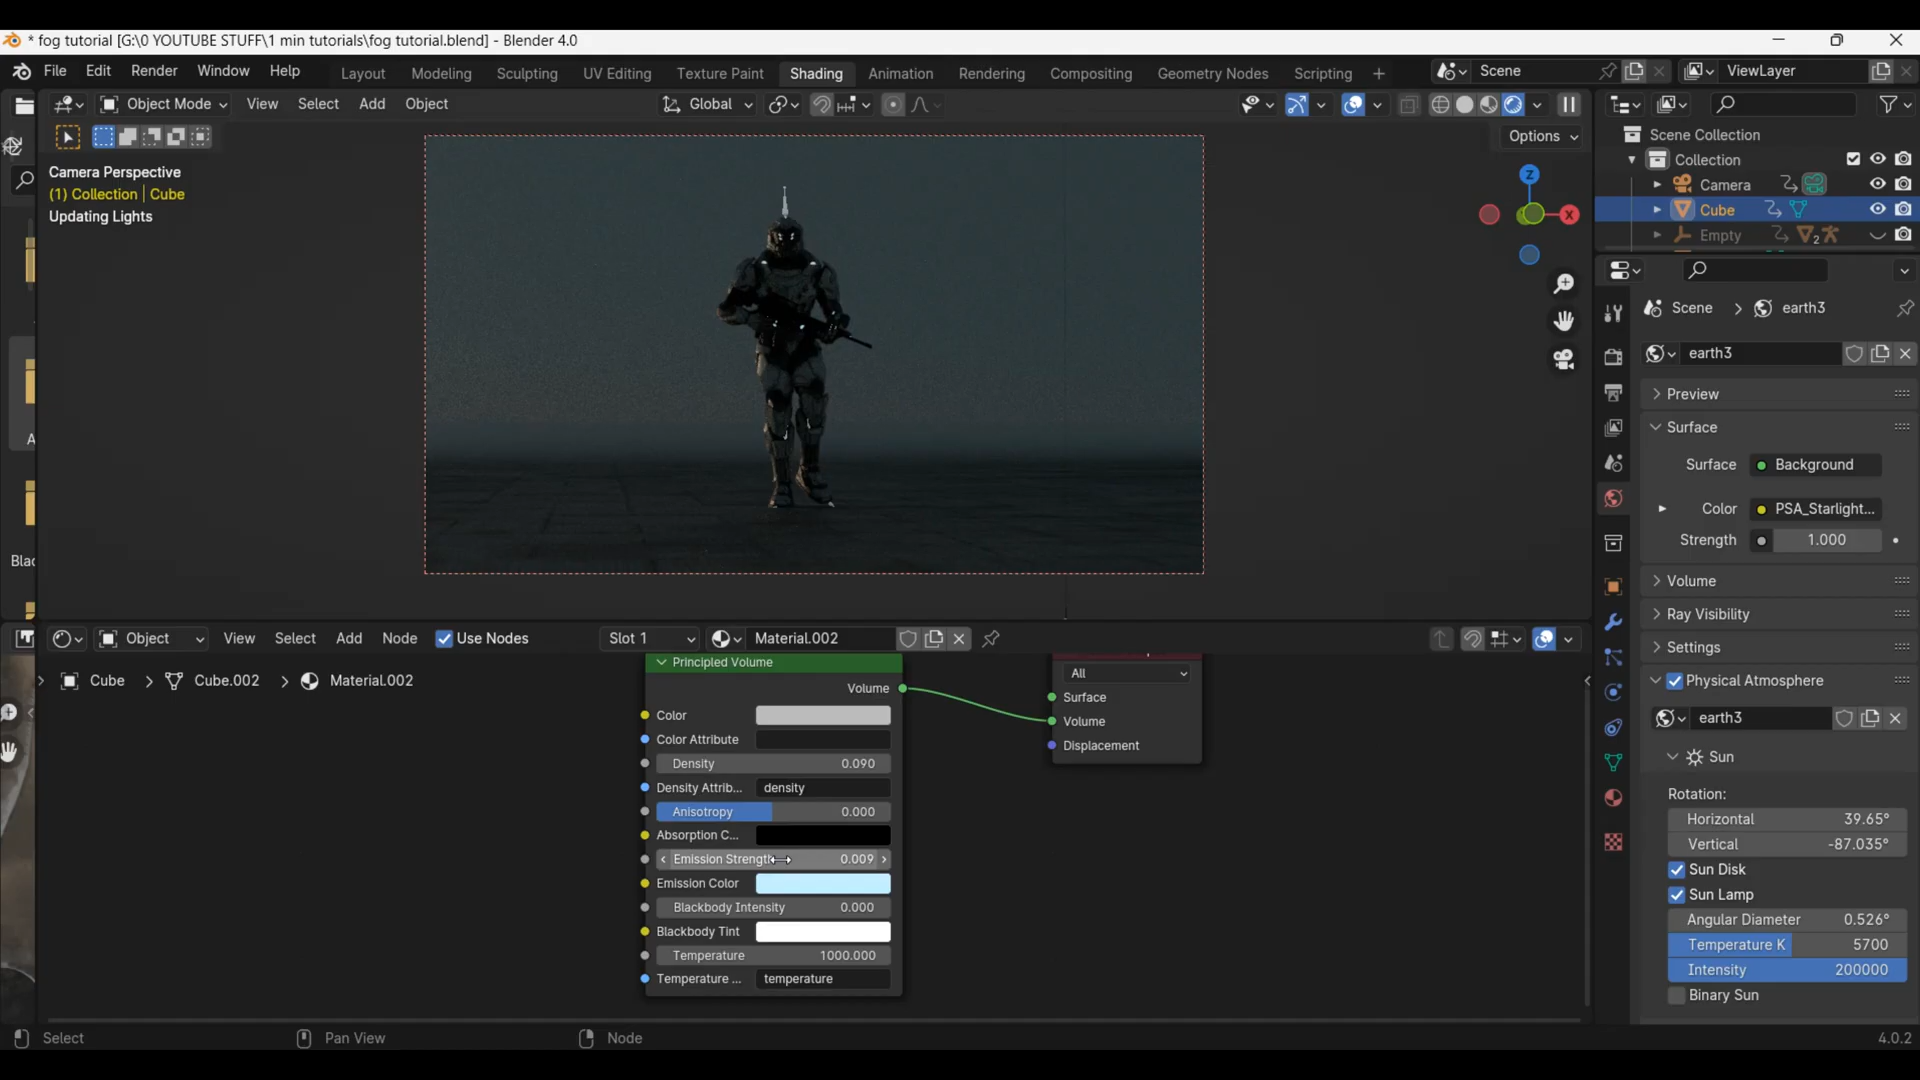 * fog tutorial [G:\0 YOUTUBE STUFF\1 min tutorials\fog tutorial.blend] - Blender 4.0
File Edit Render Window Help Layout Modeling Sculpting UV Editing Texture Paint Shading Animation Rendering Compositing Geometry Nodes Scripting + Scene ViewLayer
Object Mode View Select Add Object Global
Options
Camera Perspective
(1) Collection | Cube
Updating Lights
Scene Collection
Collection
Camera
Cube
Empty 2
Scene > earth3
earth3
Preview
Surface
Surface Background
Color PSA_Starlight...
Strength 1.000
Volume
Ray Visibility
Settings
Physical Atmosphere
earth3
Sun
Rotation:
Horizontal 39.65°
Vertical -87.035°
Sun Disk
Sun Lamp
Angular Diameter 0.526°
Temperature K 5700
Intensity 200000
Binary Sun
A
Blac
Object View Select Add Node Use Nodes Slot 1 Material.002
Cube > Cube.002 > Material.002
Principled Volume
Volume
Color
Color Attribute
Density 0.090
Density Attrib... density
Anisotropy 0.000
Absorption C...
Emission Strength 0.009
Emission Color
Blackbody Intensity 0.000
Blackbody Tint
Temperature 1000.000
Temperature ... temperature
All
Surface
Volume
Displacement
Select Pan View Node 4.0.2